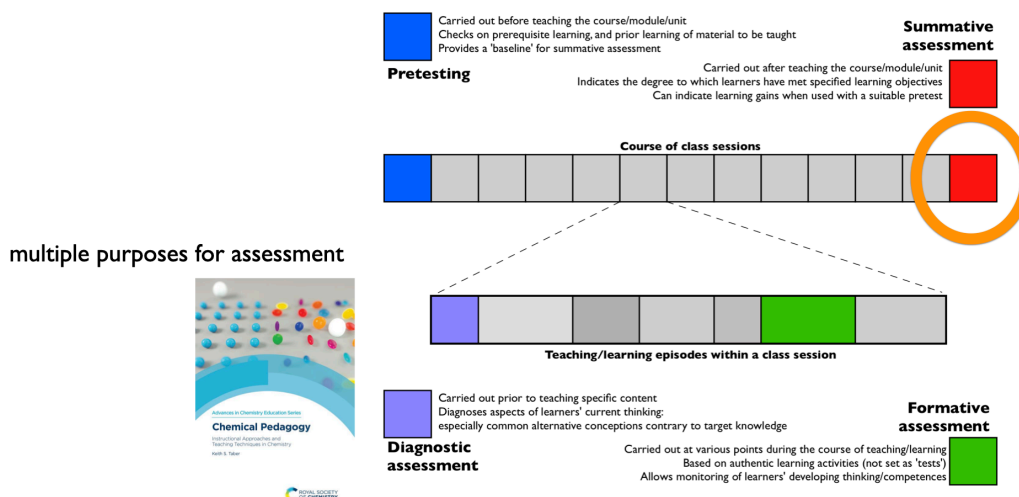 Carried out before teaching the course/module/unit
Checks on prerequisite learning, and prior learning of material to be taught
Provides a 'baseline' for summative assessment
Pretesting
Summative
assessment
Carried out after teaching the course/module/unit
Indicates the degree to which learners have met specified learning objectives
Can indicate learning gains when used with a suitable pretest
Course of class sessions
multiple purposes for assessment
Teaching/learning episodes within a class session
Advances in Chemistry Education Series
Chemical Pedagogy
Instructional Approaches and
Teaching Techniques in Chemistry
Keith S. Taber
ROYAL SOCIETY
OF CHEMISTRY
Carried out prior to teaching specific content
Diagnoses aspects of learners' current thinking:
especially common alternative conceptions contrary to target knowledge
Diagnostic
assessment
Formative
assessment
Carried out at various points during the course of teaching/learning
Based on authentic learning activities (not set as 'tests')
Allows monitoring of learners' developing thinking/competences